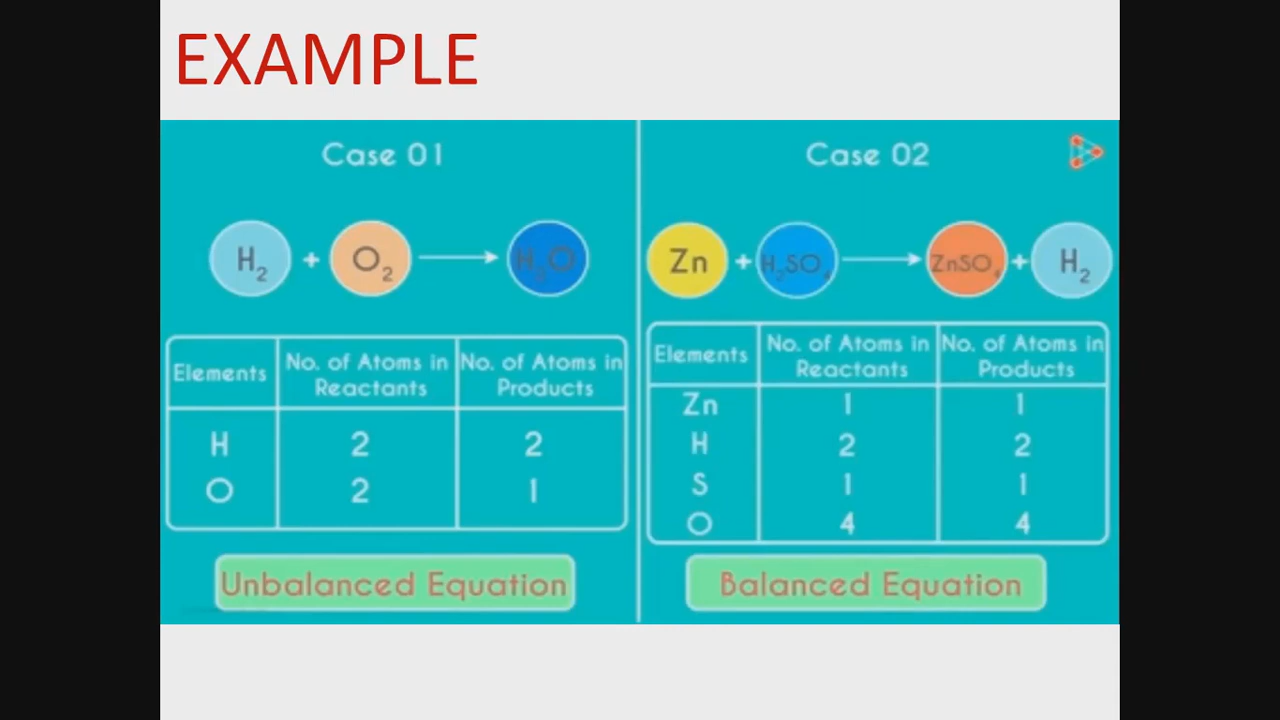 EXAMPLE
Case 01
H₂ + O₂ → H₂O
Elements No. of Atoms in Reactants No. of Atoms in Products
H 2 2
O 2 1
Unbalanced Equation
Case 02
Zn + H₂SO₄ → ZnSO₄ + H₂
Elements No. of Atoms in Reactants No. of Atoms in Products
Zn 1 1
H 2 2
S 1 1
O 4 4
Balanced Equation